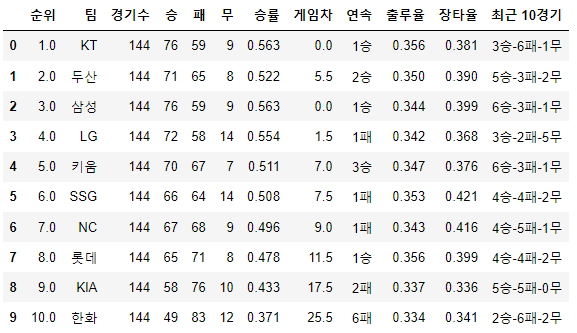 순위 팀 경기수 승 패 무 승률 게임차 연속 출루율 장타율 최근 10경기
0 1.0 KT 144 76 59 9 0.563 0.0 1승 0.356 0.381 3승-6패-1무
1 2.0 두산 144 71 65 8 0.522 5.5 2승 0.350 0.390 5승-3패-2무
2 3.0 삼성 144 76 59 9 0.563 0.0 1승 0.344 0.399 6승-3패-1무
3 4.0 LG 144 72 58 14 0.554 1.5 1패 0.342 0.368 3승-2패-5무
4 5.0 키움 144 70 67 7 0.511 7.0 3승 0.347 0.376 6승-3패-1무
5 6.0 SSG 144 66 64 14 0.508 7.5 1패 0.353 0.421 4승-4패-2무
6 7.0 NC 144 67 68 9 0.496 9.0 1패 0.343 0.416 4승-5패-1무
7 8.0 롯데 144 65 71 8 0.478 11.5 1승 0.356 0.399 4승-4패-2무
8 9.0 KIA 144 58 76 10 0.433 17.5 2패 0.337 0.336 5승-5패-0무
9 10.0 한화 144 49 83 12 0.371 25.5 6패 0.334 0.341 2승-6패-2무